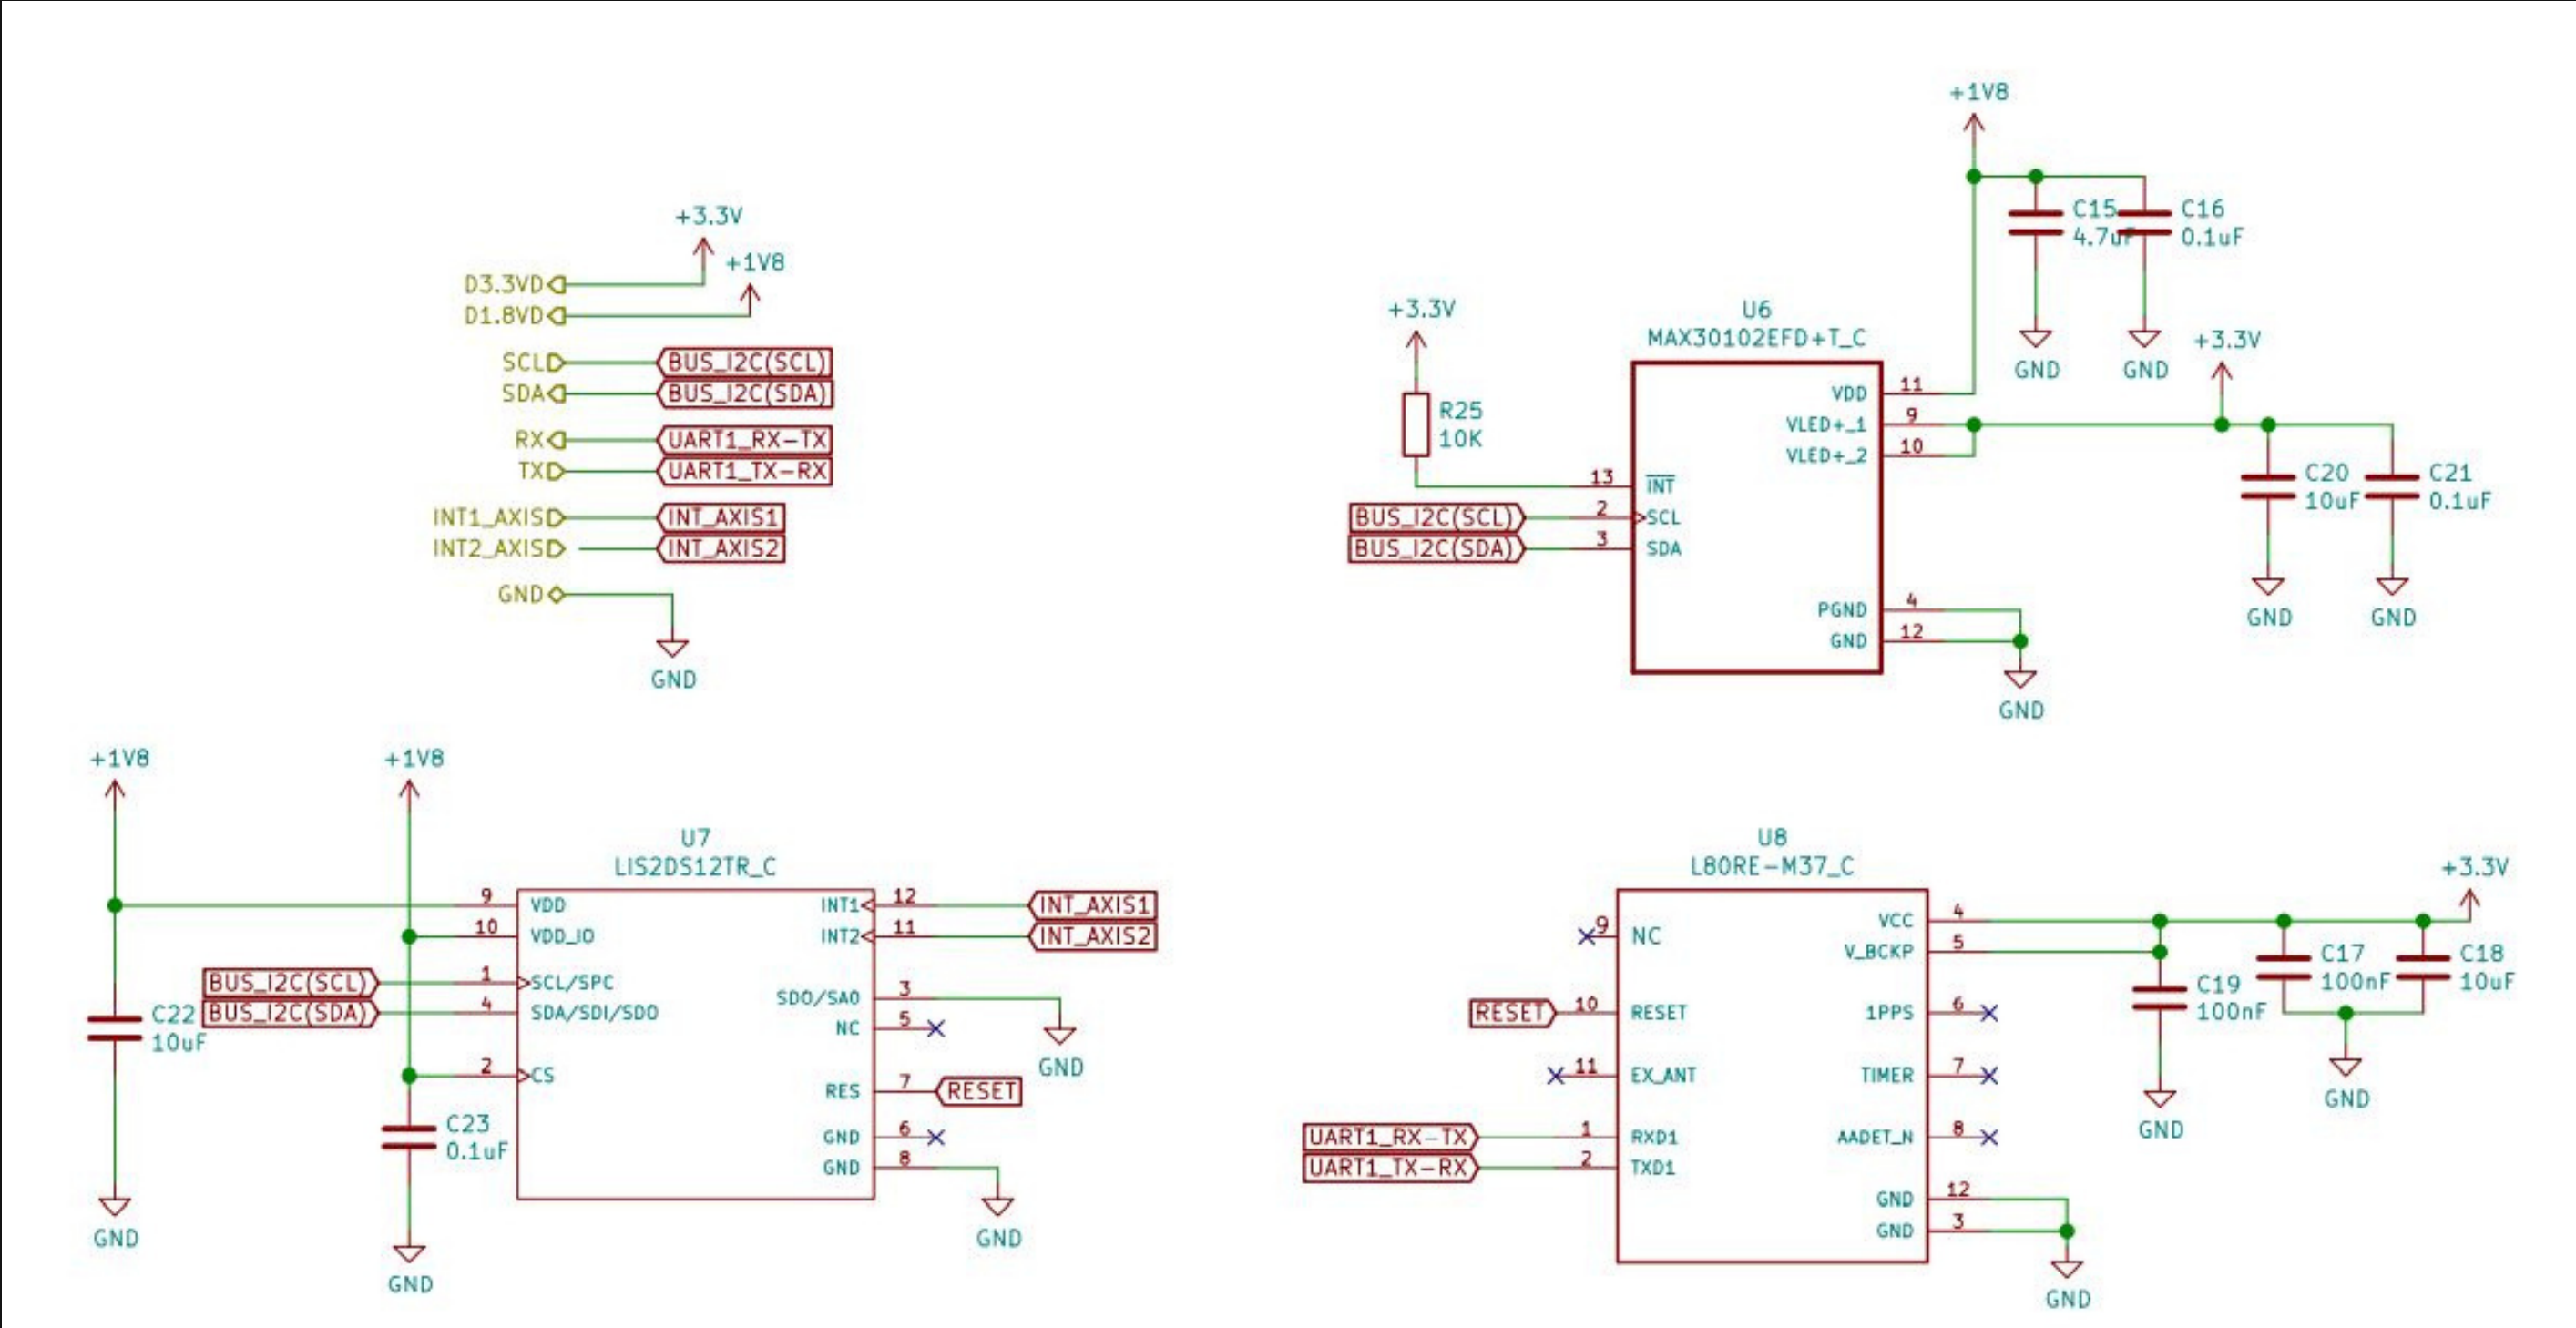 +3.3V
+1V8
D3.3VD
D1.8VD
SCL BUS_I2C(SCL)
SDA BUS_I2C(SDA)
RX UART1_RX-TX
TX UART1_TX-RX
INT1_AXIS INT_AXIS1
INT2_AXIS INT_AXIS2
GND
GND
+1V8
C15
4.7uF
C16
0.1uF
GND
GND
+3.3V
R25
10K
U6
MAX30102EFD+T_C
+3.3V
VDD 11
VLED+_1 9
VLED+_2 10
13 INT
BUS_I2C(SCL) 2 SCL
BUS_I2C(SDA) 3 SDA
PGND 4
GND 12
GND
C20
10uF
C21
0.1uF
GND
GND
+1V8
+1V8
U7
LIS2DS12TR_C
9 VDD
10 VDD_IO
BUS_I2C(SCL) 1 SCL/SPC
BUS_I2C(SDA) 4 SDA/SDI/SDO
2 CS
C22
10uF
C23
0.1uF
GND
GND
INT1 12 INT_AXIS1
INT2 11 INT_AXIS2
SDO/SA0 3
NC 5
GND
RES 7 RESET
GND 6
GND 8
GND
U8
L80RE-M37_C
9 NC
RESET 10 RESET
11 EX_ANT
UART1_RX-TX 1 RXD1
UART1_TX-RX 2 TXD1
VCC 4
V_BCKP 5
1PPS 6
TIMER 7
AADET_N 8
GND 12
GND 3
GND
+3.3V
C19
100nF
C17
100nF
C18
10uF
GND
GND